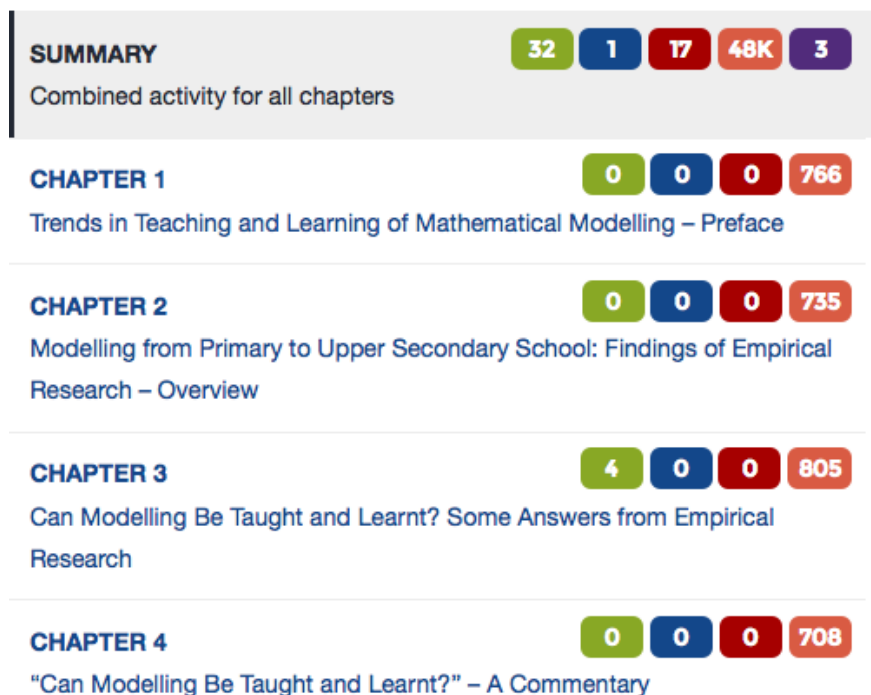 SUMMARY 32 1 17 48K 3
Combined activity for all chapters
CHAPTER 1 0 0 0 766
Trends in Teaching and Learning of Mathematical Modelling – Preface
CHAPTER 2 0 0 0 735
Modelling from Primary to Upper Secondary School: Findings of Empirical
Research – Overview
CHAPTER 3 4 0 0 805
Can Modelling Be Taught and Learnt? Some Answers from Empirical
Research
CHAPTER 4 0 0 0 708
“Can Modelling Be Taught and Learnt?” – A Commentary